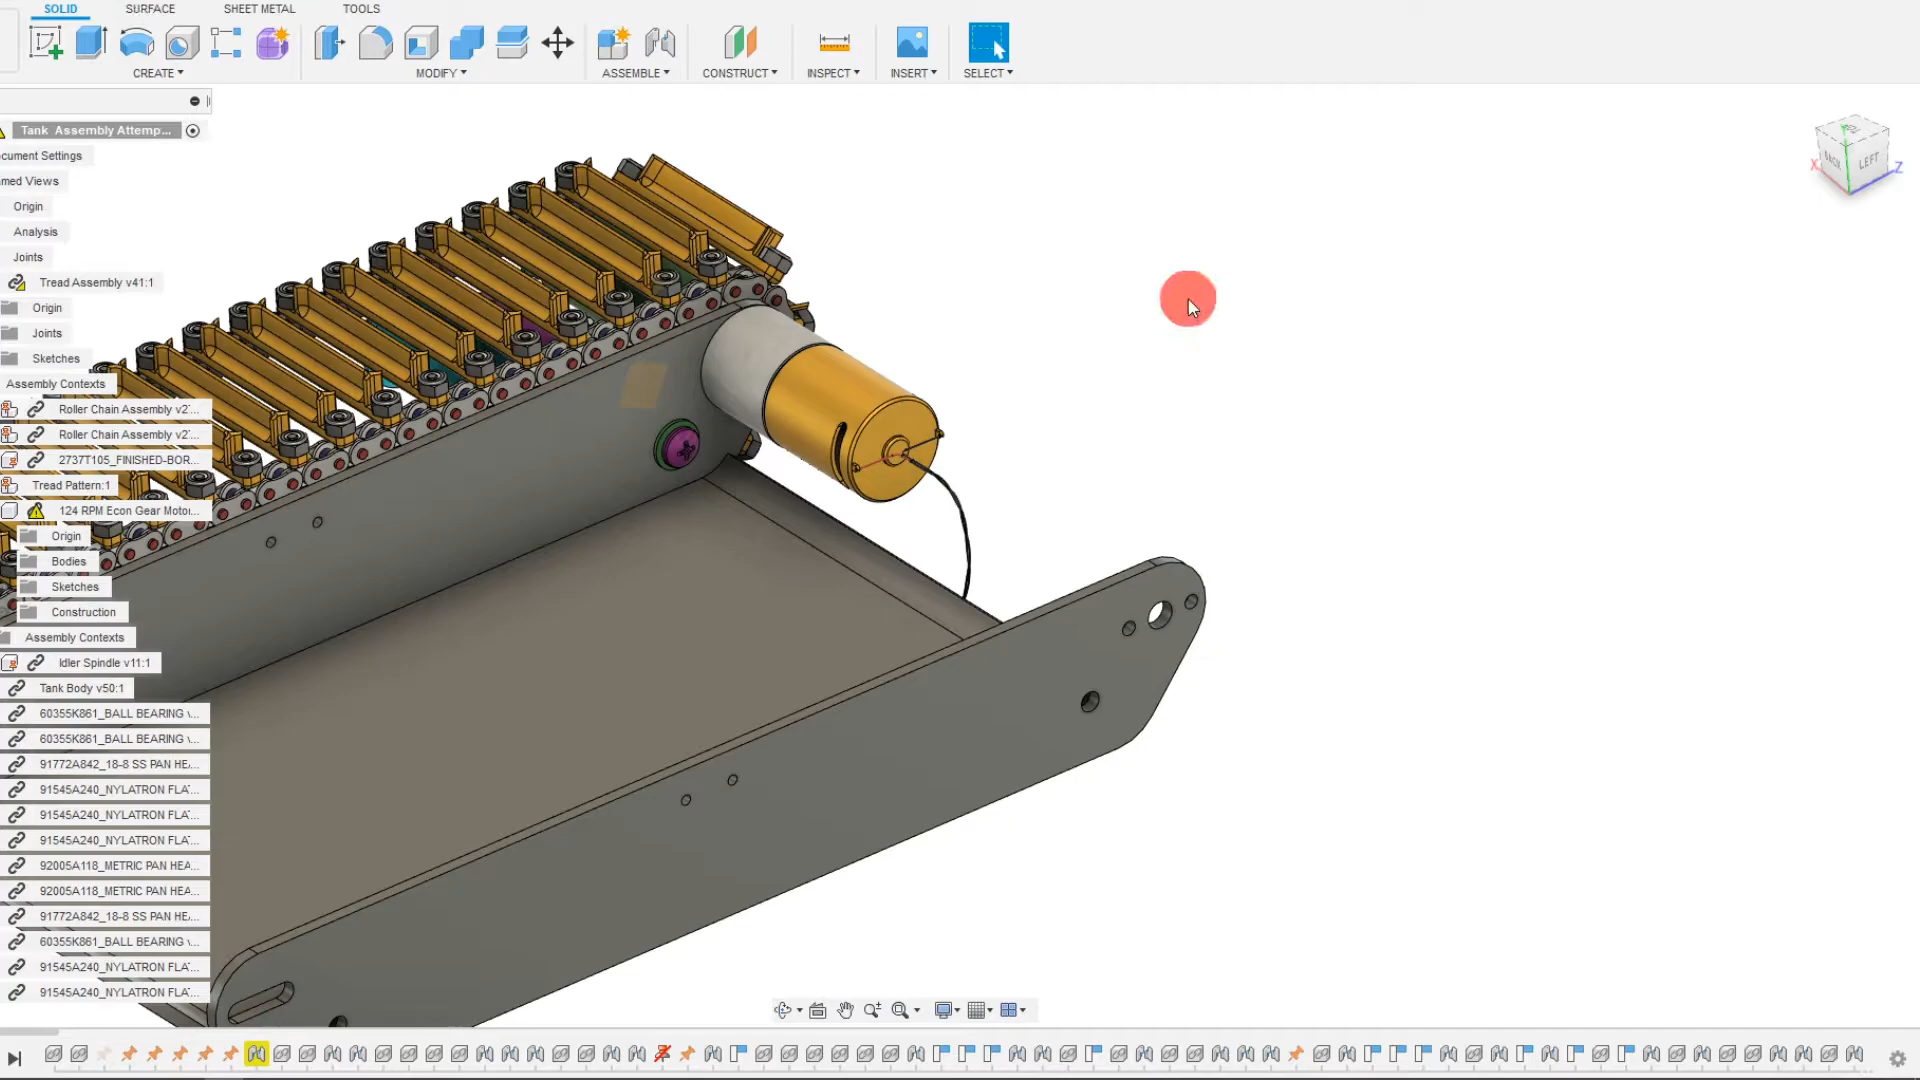 SOLID SURFACE SHEET METAL TOOLS
CREATE MODIFY ASSEMBLE CONSTRUCT INSPECT INSERT SELECT
Tank Assembly Attemp...
cument Settings
med Views
Origin
Analysis
Joints
Tread Assembly v41:1
Origin
Joints
Sketches
Assembly Contexts
Roller Chain Assembly v2'...
Roller Chain Assembly v2'...
2737T105_FINISHED-BOR...
Tread Pattern:1
124 RPM Econ Gear Motor...
Origin
Bodies
Sketches
Construction
Assembly Contexts
Idler Spindle v11:1
Tank Body v50:1
60355K861_BALL BEARING v...
60355K861_BALL BEARING v...
91772A842_18-8 SS PAN HEA...
91545A240_NYLATRON FLA'...
91545A240_NYLATRON FLA'...
91545A240_NYLATRON FLA'...
92005A118_METRIC PAN HEA...
92005A118_METRIC PAN HEA...
91772A842_18-8 SS PAN HEA...
60355K861_BALL BEARING v...
91545A240_NYLATRON FLA'...
91545A240_NYLATRON FLA'...
TOP
BACK LEFT
X Z